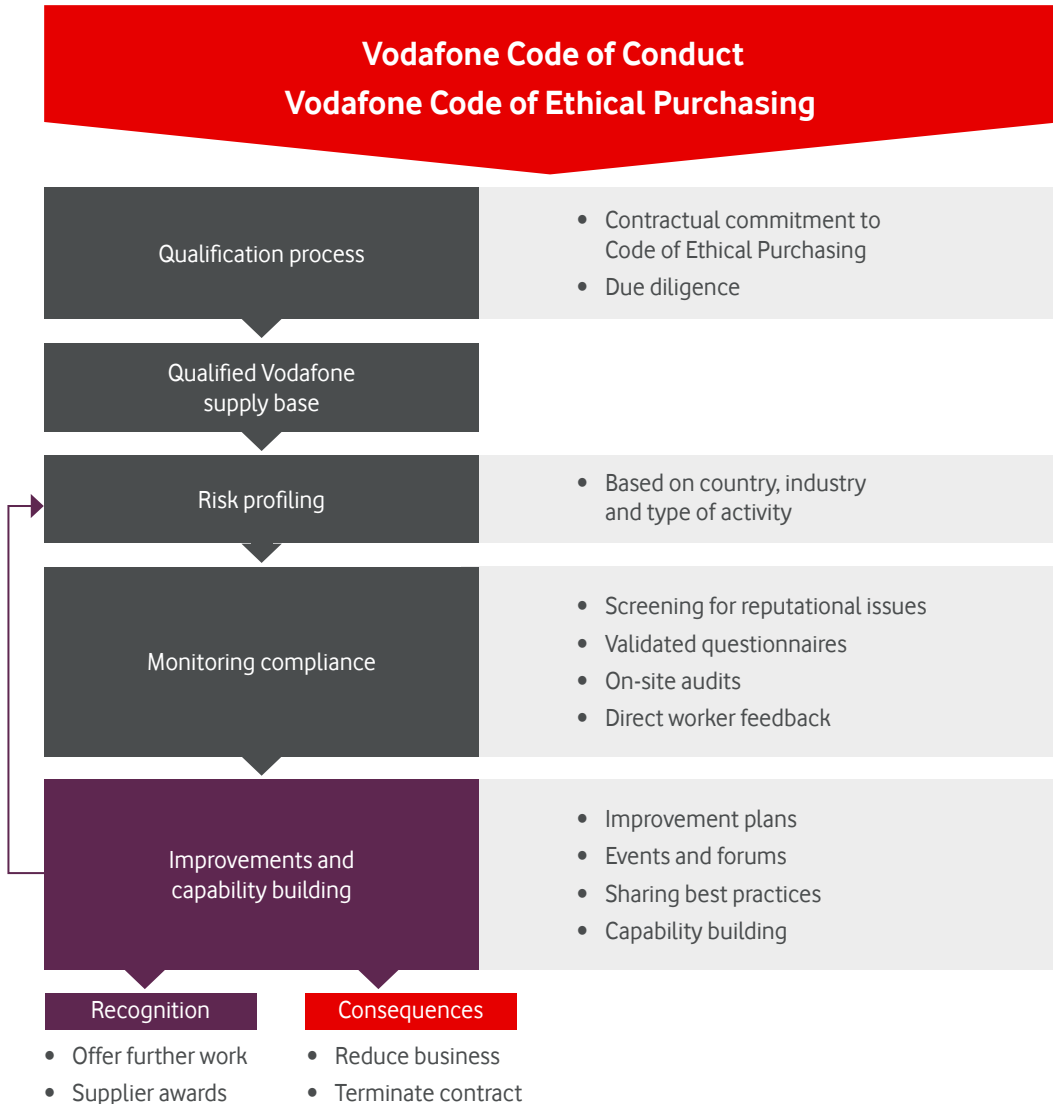 Vodafone Code of Conduct
Vodafone Code of Ethical Purchasing
Qualification process
• Contractual commitment to
Code of Ethical Purchasing
• Due diligence
Qualified Vodafone
supply base
Risk profiling
• Based on country, industry
and type of activity
Monitoring compliance
• Screening for reputational issues
• Validated questionnaires
• On-site audits
• Direct worker feedback
Improvements and
capability building
• Improvement plans
• Events and forums
• Sharing best practices
• Capability building
Recognition
• Offer further work
• Supplier awards
Consequences
• Reduce business
• Terminate contract